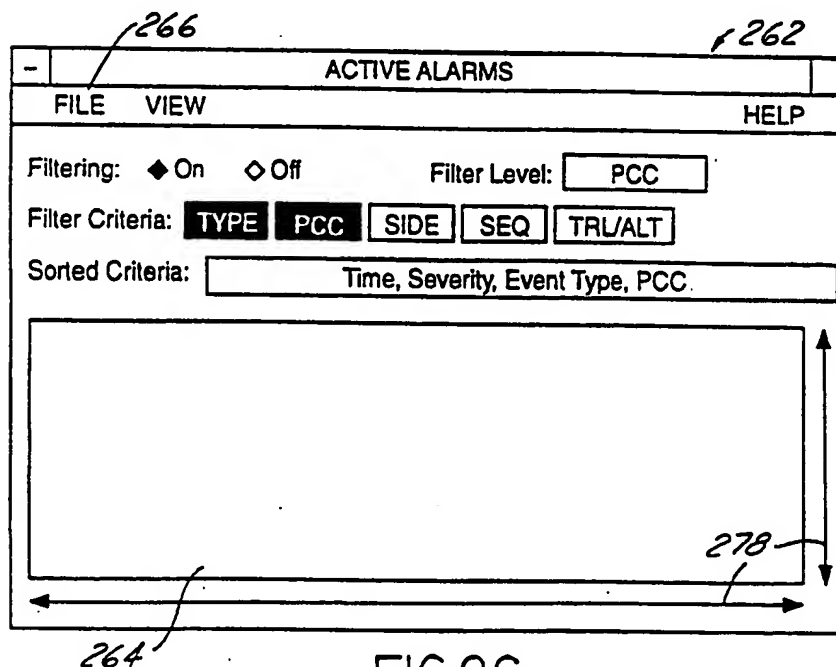 266
262
- ACTIVE ALARMS
FILE VIEW HELP
Filtering: ◆ On ◇ Off Filter Level: PCC
Filter Criteria: TYPE PCC SIDE SEQ TRL/ALT
Sorted Criteria: Time, Severity, Event Type, PCC
278
264